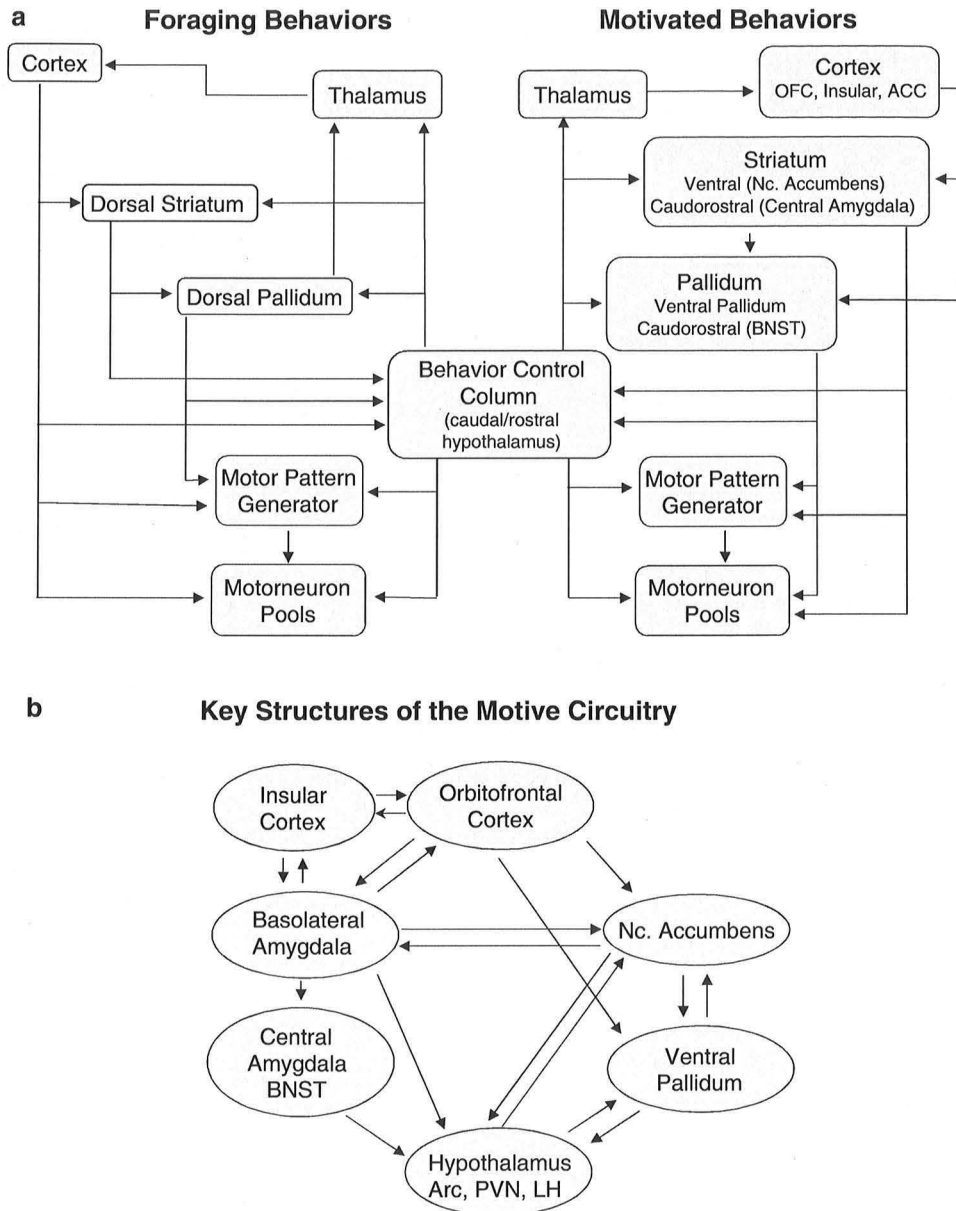 a
Foraging Behaviors
Motivated Behaviors
Cortex
Thalamus
Dorsal Striatum
Dorsal Pallidum
Thalamus
Cortex
OFC, Insular, ACC
Striatum
Ventral (Nc. Accumbens)
Caudorostral (Central Amygdala)
Pallidum
Ventral Pallidum
Caudorostral (BNST)
Behavior Control
Column
(caudal/rostral
hypothalamus)
Motor Pattern
Generator
Motorneuron
Pools
Motor Pattern
Generator
Motorneuron
Pools
b
Key Structures of the Motive Circuitry
Insular
Cortex
Orbitofrontal
Cortex
Basolateral
Amygdala
Nc. Accumbens
Central
Amygdala
BNST
Ventral
Pallidum
Hypothalamus
Arc, PVN, LH